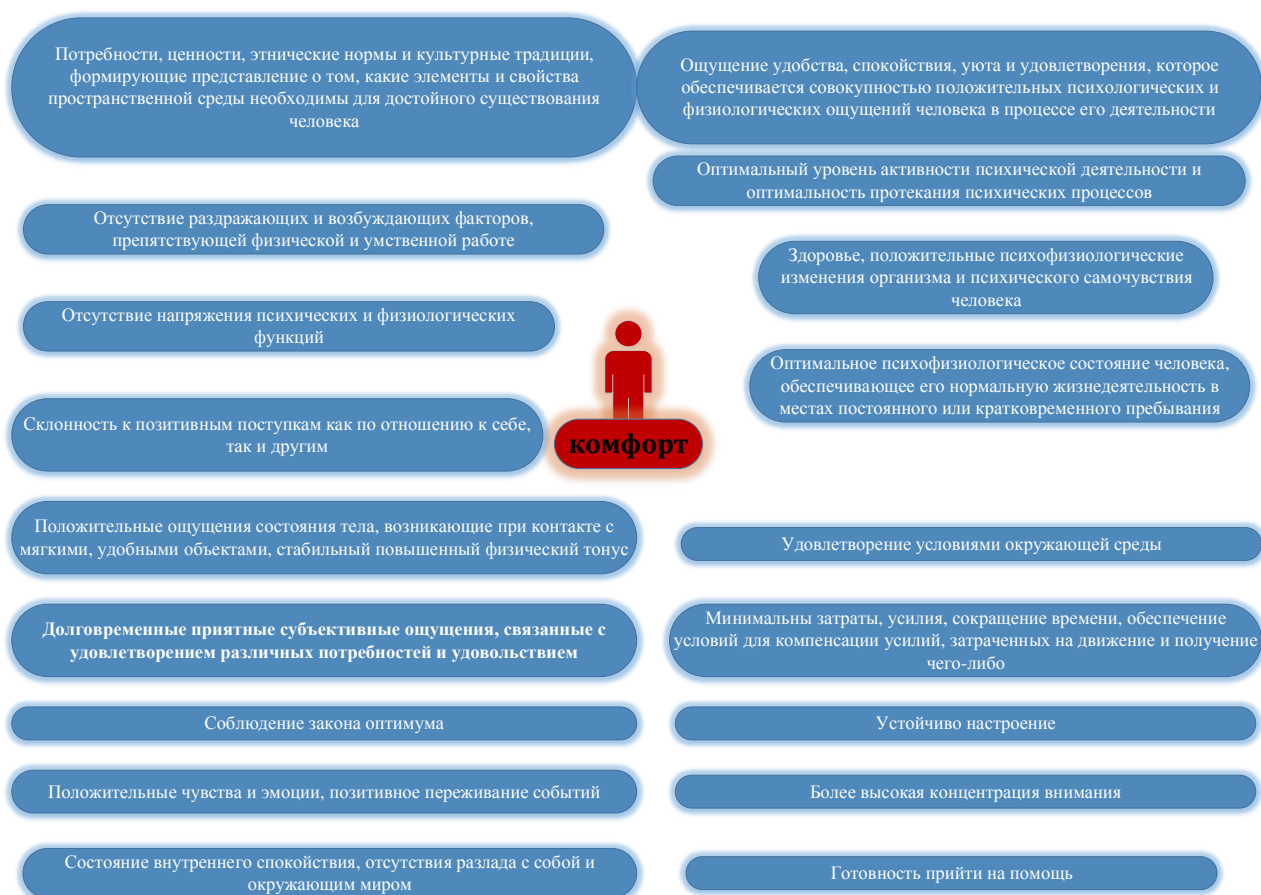 Потребности, ценности, этнические нормы и культурные традиции,
формирующие представление о том, какие элементы и свойства
пространственной среды необходимы для достойного существования
человека
Ощущение удобства, спокойствия, уюта и удовлетворения, которое
обеспечивается совокупностью положительных психологических и
физиологических ощущений человека в процессе его деятельности
Оптимальный уровень активности психической деятельности и
оптимальность протекания психических процессов
Отсутствие раздражающих и возбуждающих факторов,
препятствующей физической и умственной работе
Здоровье, положительные психофизиологические
изменения организма и психического самочувствия
человека
Отсутствие напряжения психических и физиологических
функций
Оптимальное психофизиологическое состояние человека,
обеспечивающее его нормальную жизнедеятельность в
местах постоянного или кратковременного пребывания
Склонность к позитивным поступкам как по отношению к себе,
так и другим
комфорт
Положительные ощущения состояния тела, возникающие при контакте с
мягкими, удобными объектами, стабильный повышенный физический тонус
Удовлетворение условиями окружающей среды
Долговременные приятные субъективные ощущения, связанные с
удовлетворением различных потребностей и удовольствием
Минимальны затраты, усилия, сокращение времени, обеспечение
условий для компенсации усилий, затраченных на движение и получение
чего-либо
Соблюдение закона оптимума
Устойчиво настроение
Положительные чувства и эмоции, позитивное переживание событий
Более высокая концентрация внимания
Состояние внутреннего спокойствия, отсутствия разлада с собой и
окружающим миром
Готовность прийти на помощь